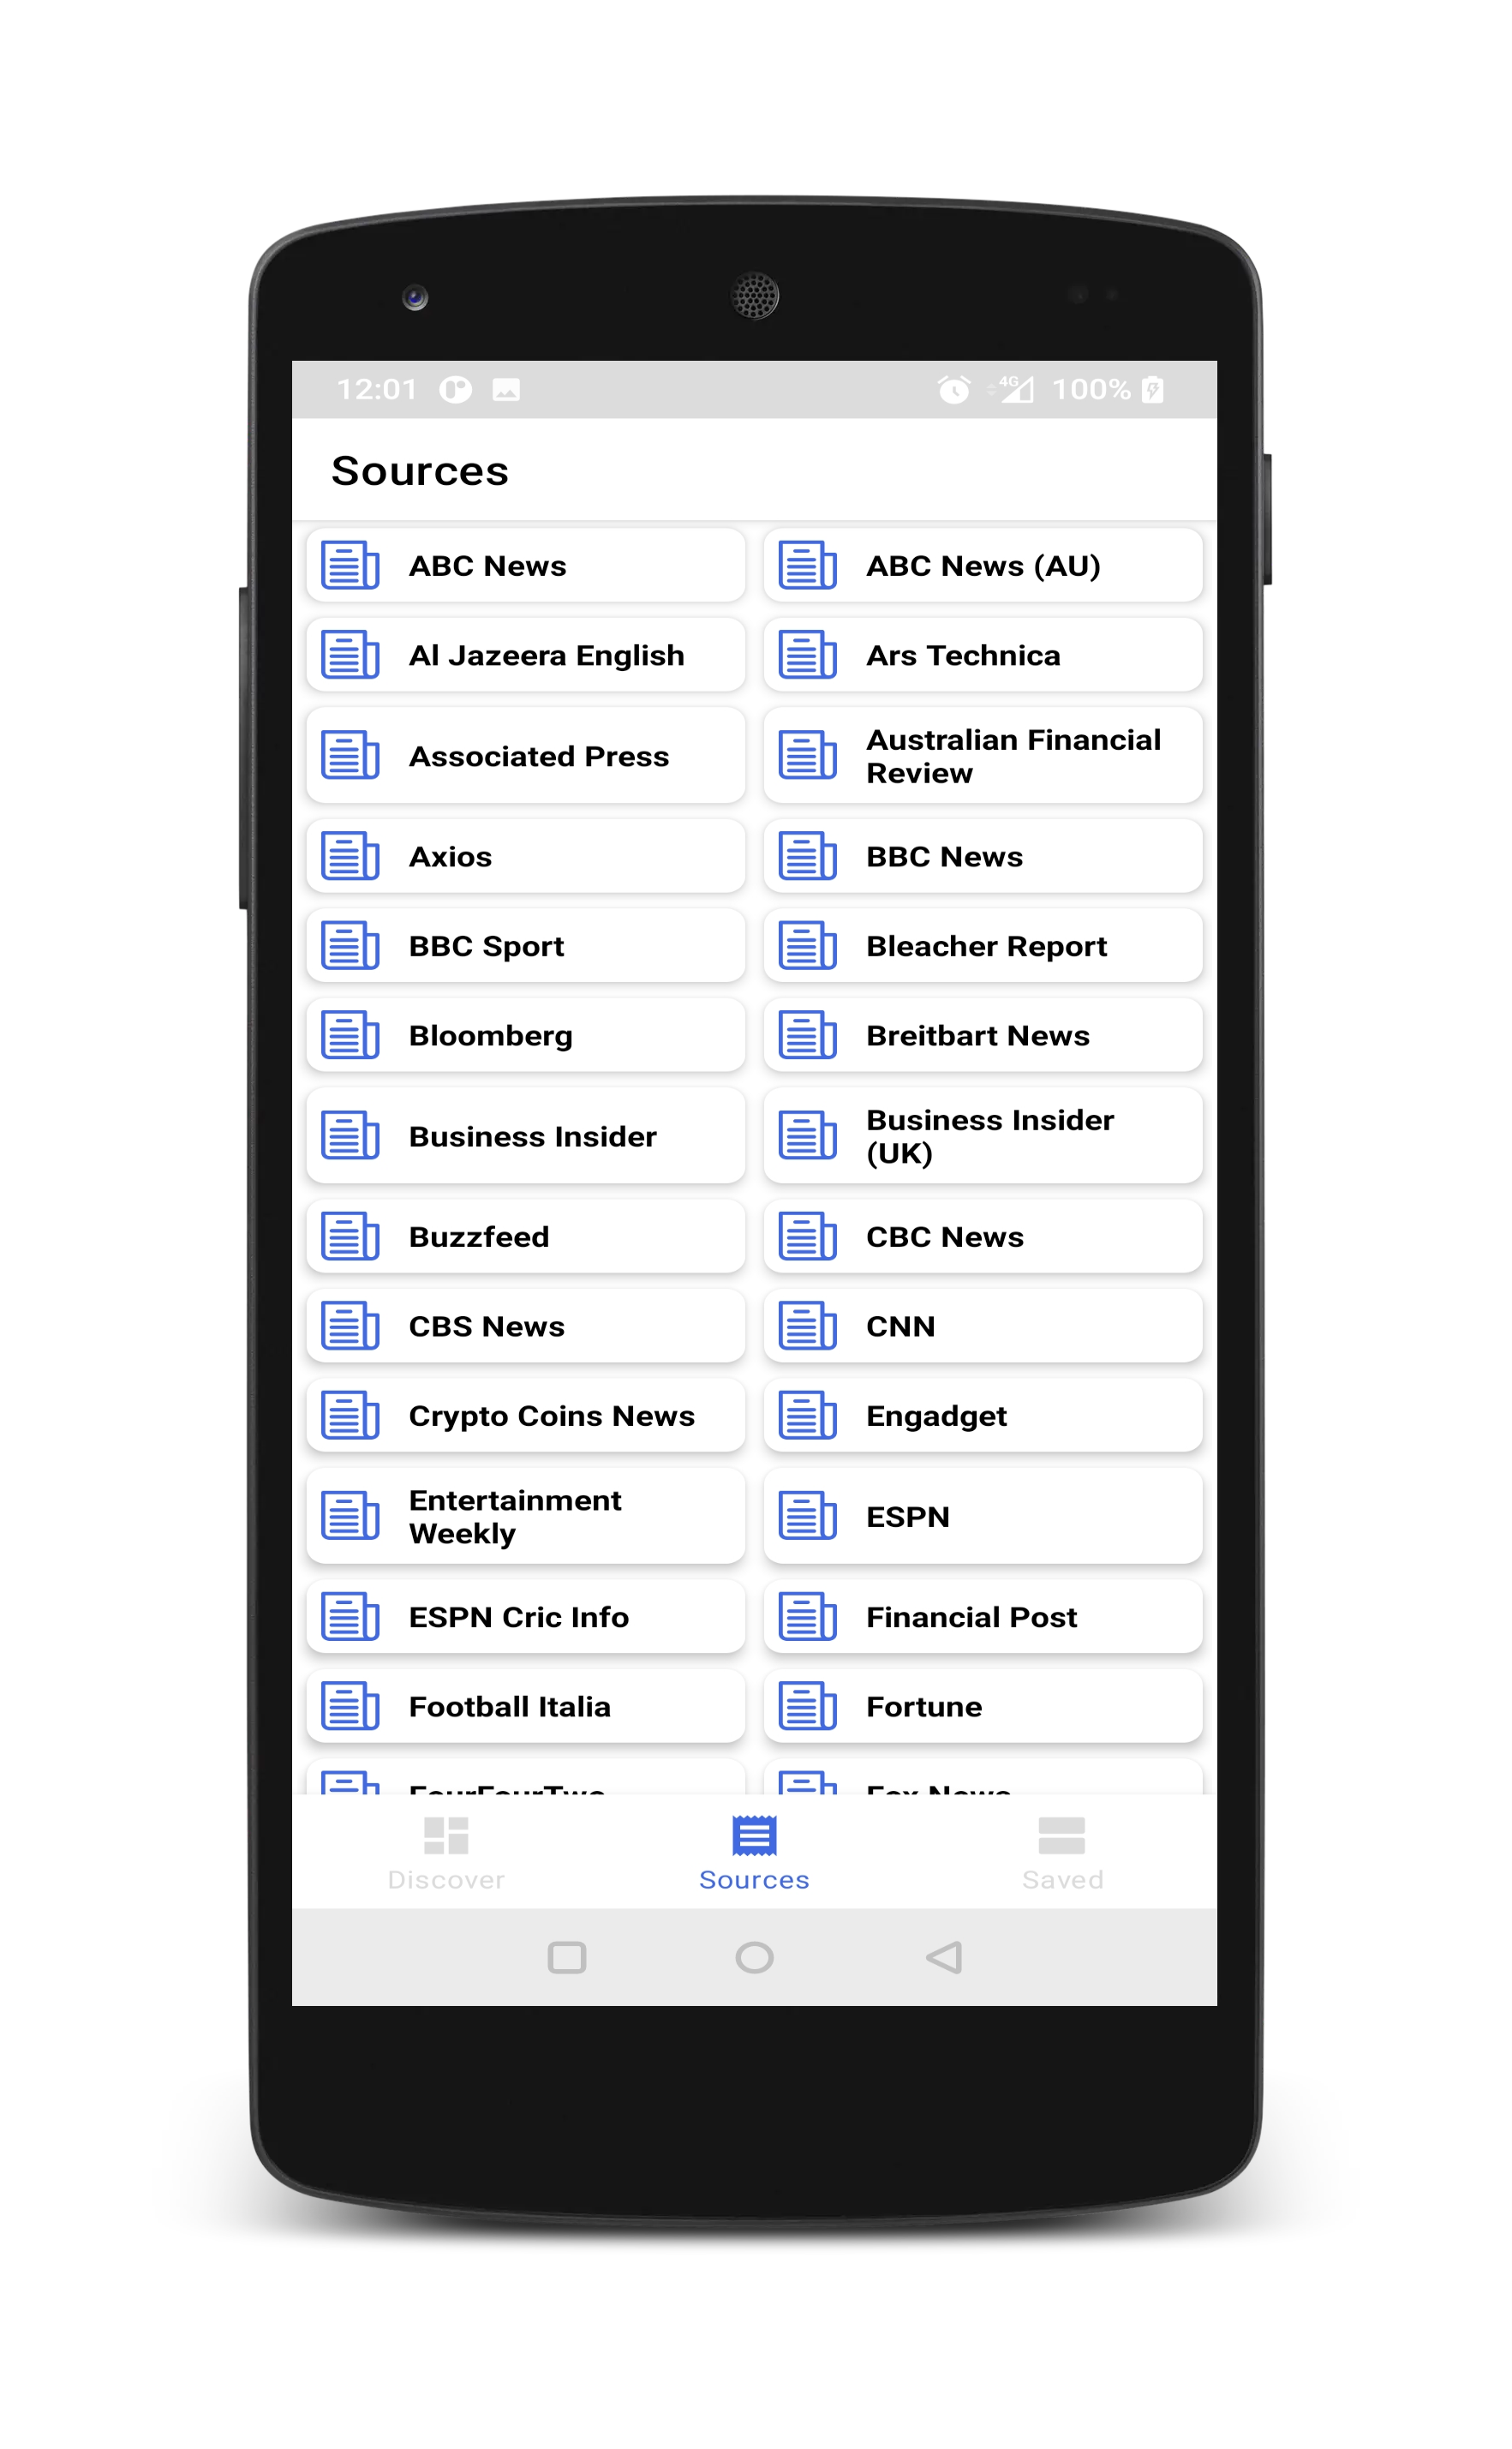 12:01 4G 100%
Sources
ABC News
ABC News (AU)
Al Jazeera English
Ars Technica
Associated Press
Australian Financial
Review
Axios
BBC News
BBC Sport
Bleacher Report
Bloomberg
Breitbart News
Business Insider
Business Insider
(UK)
Buzzfeed
CBC News
CBS News
CNN
Crypto Coins News
Engadget
Entertainment
Weekly
ESPN
ESPN Cric Info
Financial Post
Football Italia
Fortune
FourFourTwo
Fox News
Discover
Sources
Saved